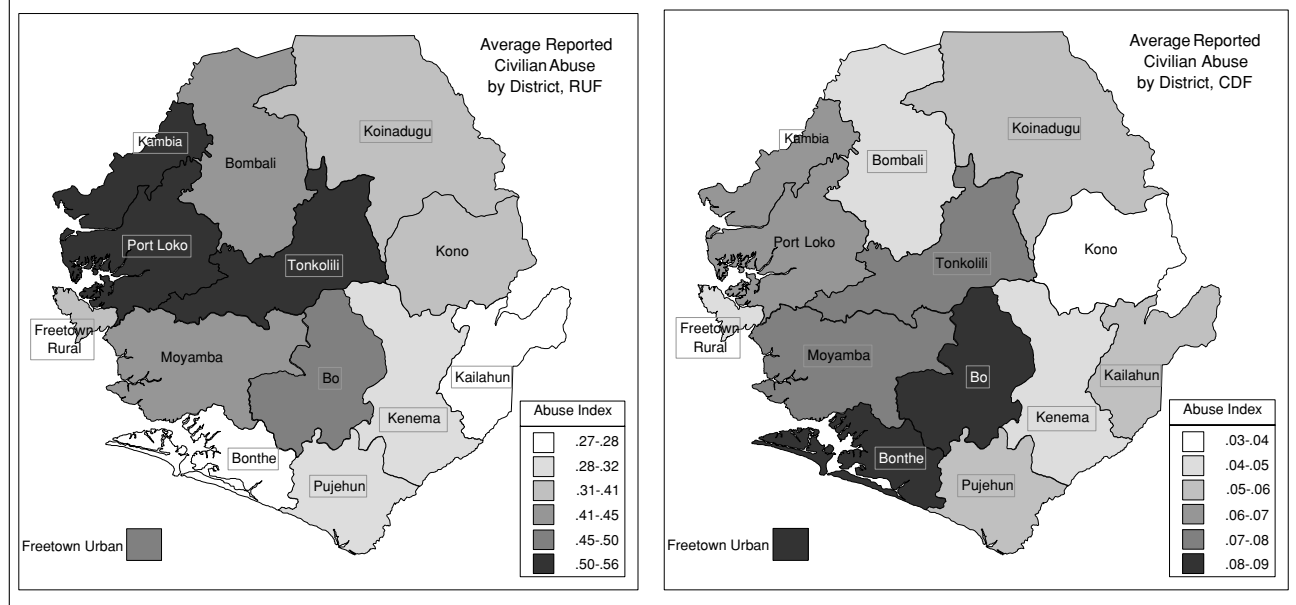 Average Reported
Civilian Abuse
by District, RUF
Koinadugu
Kambia
Bombali
Port Loko
Kono
Tonkolili
Freetown
Rural
Moyamba
Bo
Kailahun
Kenema
Bonthe
Pujehun
Freetown Urban
Abuse Index
.27-.28
.28-.32
.31-.41
.41-.45
.45-.50
.50-.56
Average Reported
Civilian Abuse
by District, CDF
Koinadugu
Kambia
Bombali
Port Loko
Kono
Tonkolili
Freetown
Rural
Moyamba
Bo
Kailahun
Kenema
Bonthe
Pujehun
Freetown Urban
Abuse Index
.03-04
.04-.05
.05-.06
.06-.07
.07-.08
.08-.09